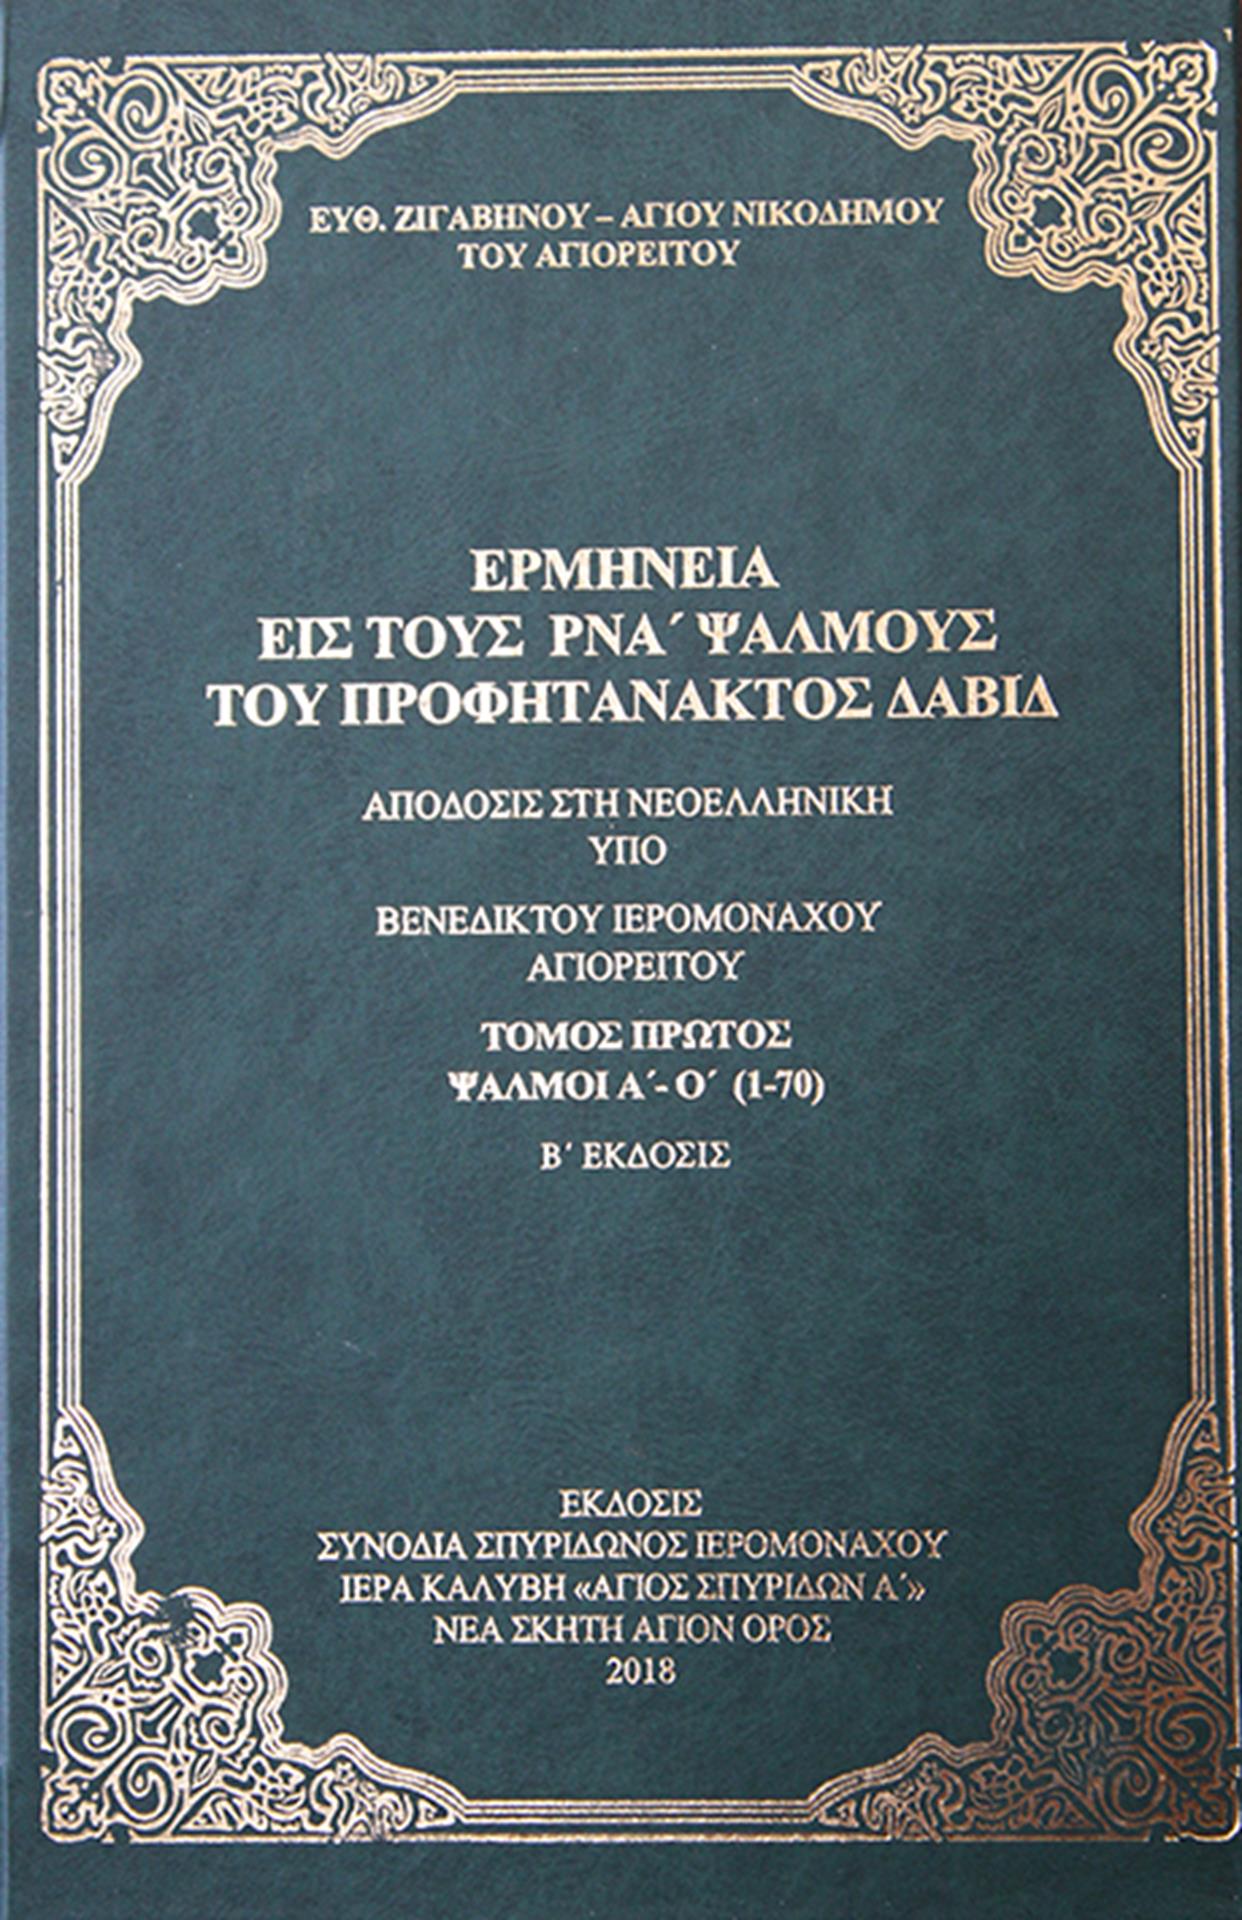 ΕΥΘ. ΖΙΓΑΒΗΝΟΥ – ΑΓΙΟΥ ΝΙΚΟΔΗΜΟΥ
ΤΟΥ ΑΓΙΟΡΕΙΤΟΥ
ΕΡΜΗΝΕΙΑ
ΕΙΣ ΤΟΥΣ ΡΝΑ΄ ΨΑΛΜΟΥΣ
ΤΟΥ ΠΡΟΦΗΤΑΝΑΚΤΟΣ ΔΑΒΙΔ
ΑΠΟΔΟΣΙΣ ΣΤΗ ΝΕΟΕΛΛΗΝΙΚΗ
ΥΠΟ
ΒΕΝΕΔΙΚΤΟΥ ΙΕΡΟΜΟΝΑΧΟΥ
ΑΓΙΟΡΕΙΤΟΥ
ΤΟΜΟΣ ΠΡΩΤΟΣ
ΨΑΛΜΟΙ Α΄- Ο΄ (1-70)
Β΄ ΕΚΔΟΣΙΣ
ΕΚΔΟΣΙΣ
ΣΥΝΟΔΙΑ ΣΠΥΡΙΔΩΝΟΣ ΙΕΡΟΜΟΝΑΧΟΥ
ΙΕΡΑ ΚΑΛΥΒΗ «ΑΓΙΟΣ ΣΠΥΡΙΔΩΝ Α΄»
ΝΕΑ ΣΚΗΤΗ ΑΓΙΟΝ ΟΡΟΣ
2018